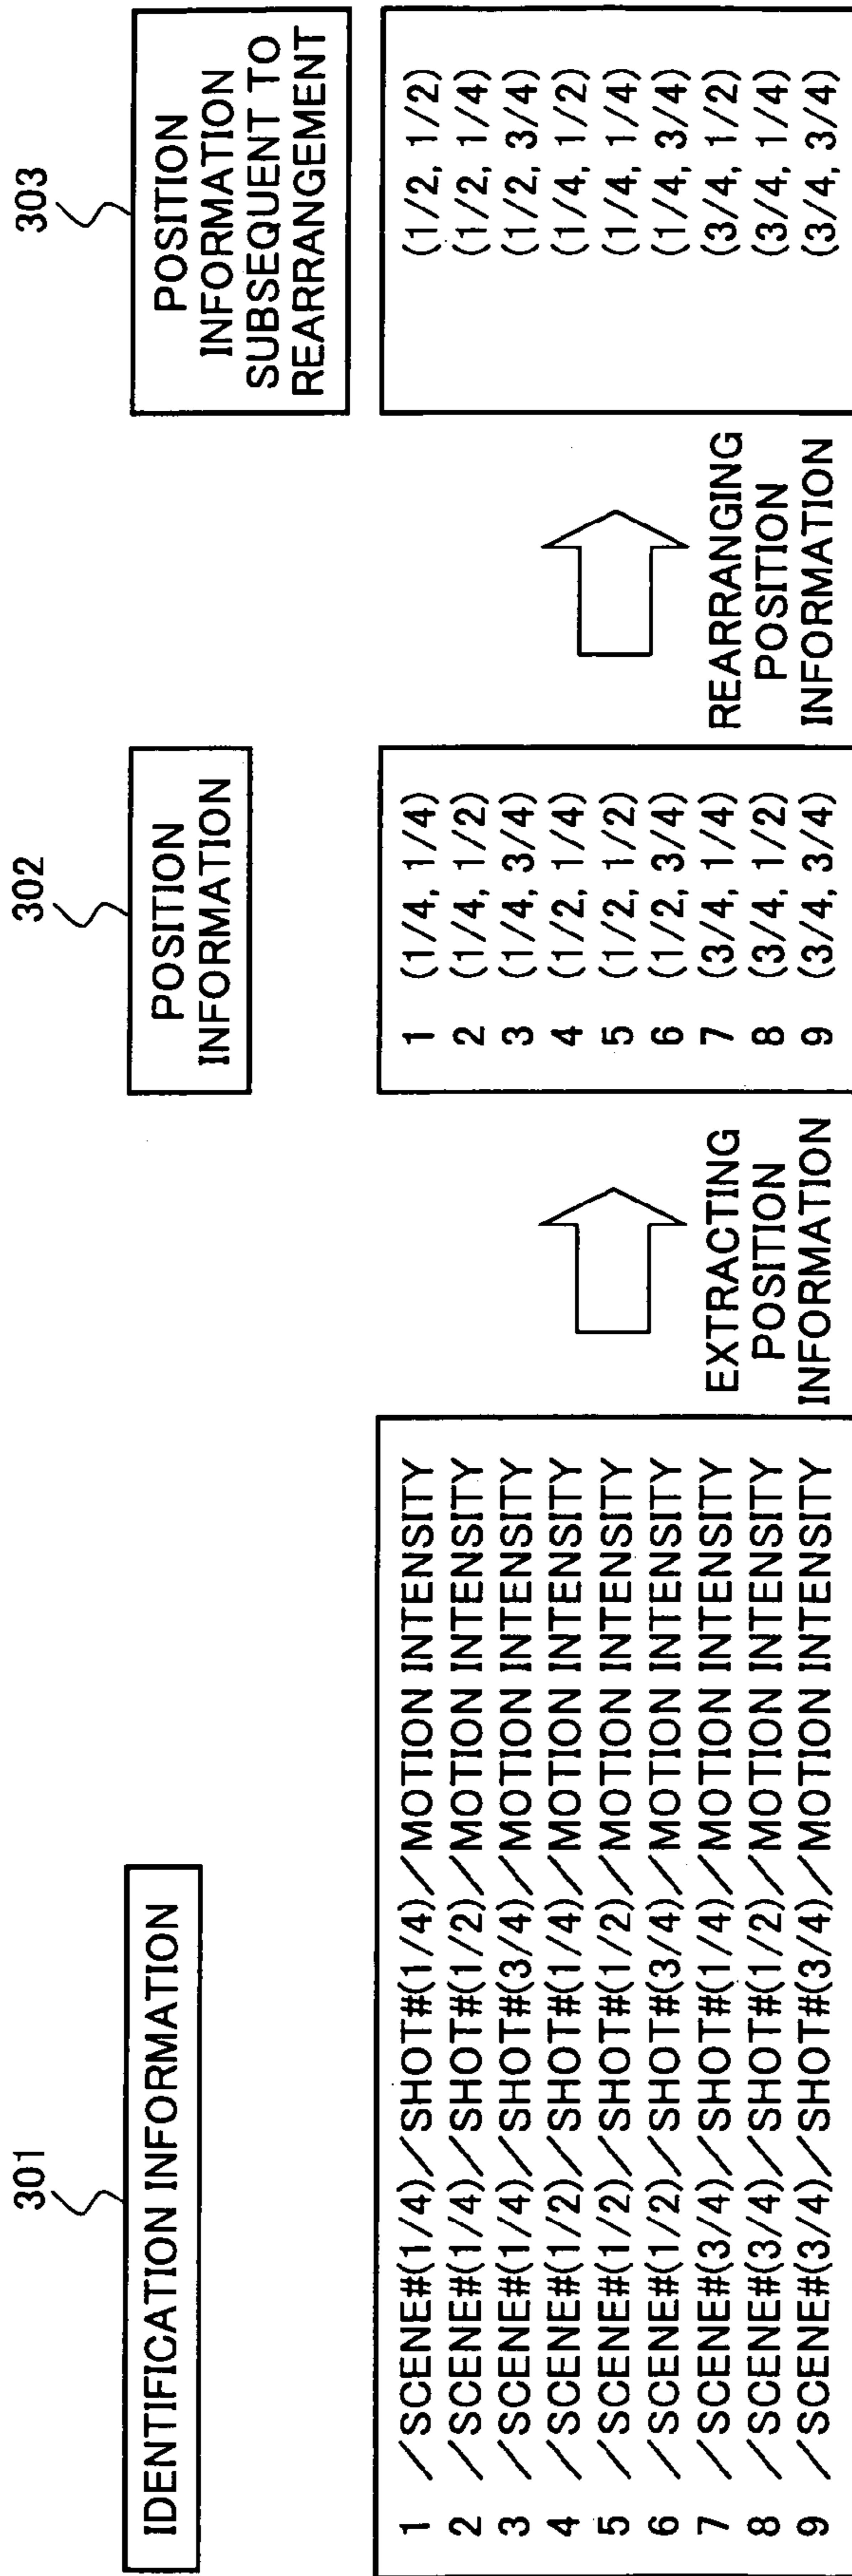 301
IDENTIFICATION INFORMATION
1 /SCENE#(1/4)/SHOT#(1/4)/MOTION INTENSITY
2 /SCENE#(1/4)/SHOT#(1/2)/MOTION INTENSITY
3 /SCENE#(1/4)/SHOT#(3/4)/MOTION INTENSITY
4 /SCENE#(1/2)/SHOT#(1/4)/MOTION INTENSITY
5 /SCENE#(1/2)/SHOT#(1/2)/MOTION INTENSITY
6 /SCENE#(1/2)/SHOT#(3/4)/MOTION INTENSITY
7 /SCENE#(3/4)/SHOT#(1/4)/MOTION INTENSITY
8 /SCENE#(3/4)/SHOT#(1/2)/MOTION INTENSITY
9 /SCENE#(3/4)/SHOT#(3/4)/MOTION INTENSITY
EXTRACTING
POSITION
INFORMATION
302
POSITION
INFORMATION
1 (1/4, 1/4)
2 (1/4, 1/2)
3 (1/4, 3/4)
4 (1/2, 1/4)
5 (1/2, 1/2)
6 (1/2, 3/4)
7 (3/4, 1/4)
8 (3/4, 1/2)
9 (3/4, 3/4)
REARRANGING
POSITION
INFORMATION
303
POSITION
INFORMATION
SUBSEQUENT TO
REARRANGEMENT
(1/2, 1/2)
(1/2, 1/4)
(1/2, 3/4)
(1/4, 1/2)
(1/4, 1/4)
(1/4, 3/4)
(3/4, 1/2)
(3/4, 1/4)
(3/4, 3/4)